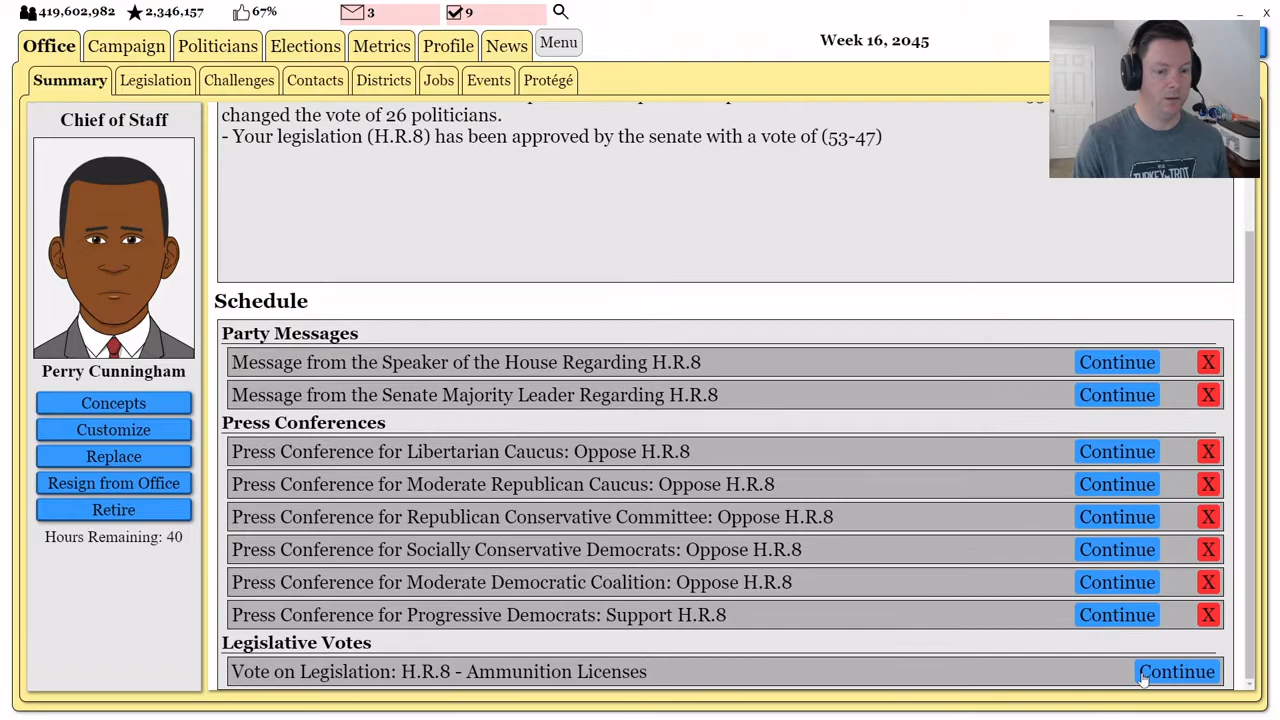 419,602,982 2,346,157 67% 3 9
Office Campaign Politicians Elections Metrics Profile News Menu
Week 16, 2045
Summary Legislation Challenges Contacts Districts Jobs Events Protégé
Chief of Staff
Perry Cunningham
Concepts
Customize
Replace
Resign from Office
Retire
Hours Remaining: 40
changed the vote of 26 politicians.
- Your legislation (H.R.8) has been approved by the senate with a vote of (53-47)
Schedule
Party Messages
Message from the Speaker of the House Regarding H.R.8 Continue X
Message from the Senate Majority Leader Regarding H.R.8 Continue X
Press Conferences
Press Conference for Libertarian Caucus: Oppose H.R.8 Continue X
Press Conference for Moderate Republican Caucus: Oppose H.R.8 Continue X
Press Conference for Republican Conservative Committee: Oppose H.R.8 Continue X
Press Conference for Socially Conservative Democrats: Oppose H.R.8 Continue X
Press Conference for Moderate Democratic Coalition: Oppose H.R.8 Continue X
Press Conference for Progressive Democrats: Support H.R.8 Continue X
Legislative Votes
Vote on Legislation: H.R.8 - Ammunition Licenses Continue
TURKEY TROT